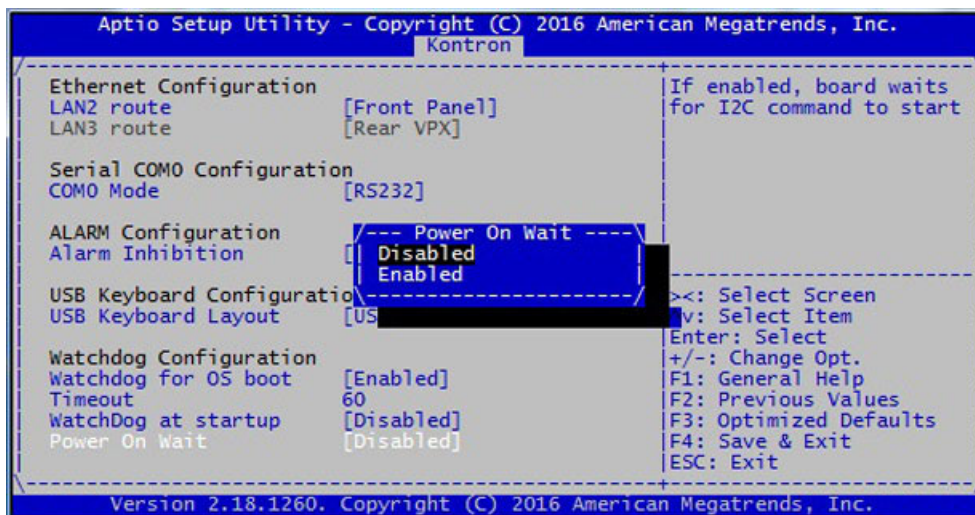 Aptio Setup Utility - Copyright (C) 2016 American Megatrends, Inc.
Kontron
Ethernet Configuration
LAN2 route [Front Panel]
LAN3 route [Rear VPX]
Serial COM0 Configuration
COM0 Mode [RS232]
ALARM Configuration
Alarm Inhibition [
USB Keyboard Configuratio
USB Keyboard Layout [US
Watchdog Configuration
Watchdog for OS boot [Enabled]
Timeout 60
WatchDog at startup [Disabled]
Power On Wait [Disabled]
/--- Power On Wait ----\
Disabled
Enabled
If enabled, board waits
for I2C command to start
><: Select Screen
v: Select Item
Enter: Select
+/-: Change Opt.
F1: General Help
F2: Previous Values
F3: Optimized Defaults
F4: Save & Exit
ESC: Exit
Version 2.18.1260. Copyright (C) 2016 American Megatrends, Inc.